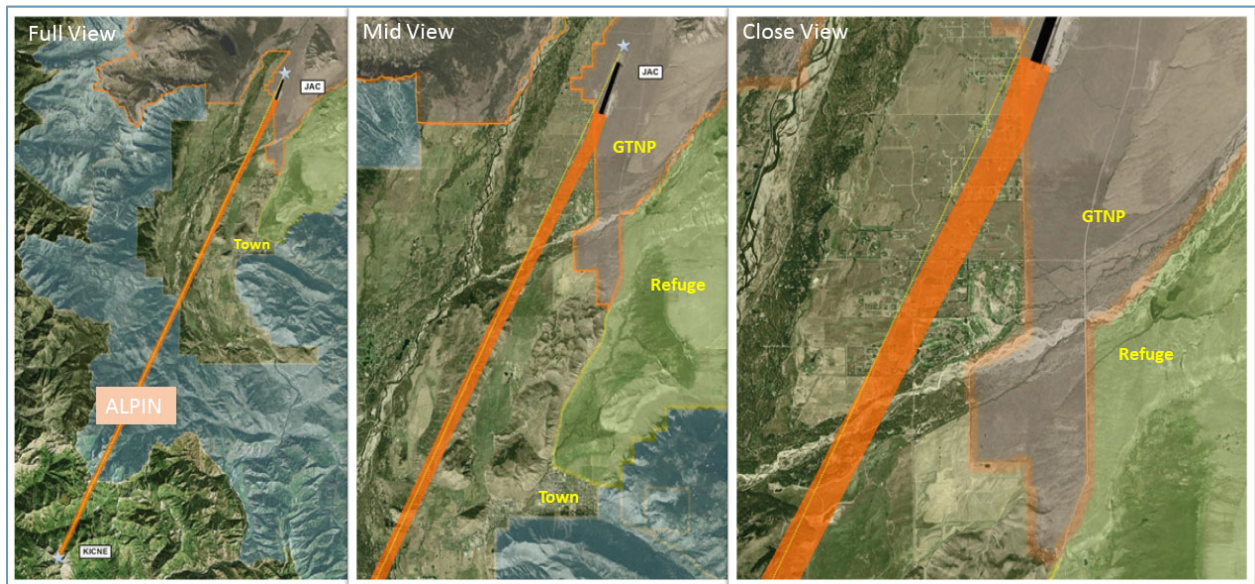 Full View
JAC
Town
ALPIN
KICNE
Mid View
JAC
GTNP
Refuge
Town
Close View
GTNP
Refuge